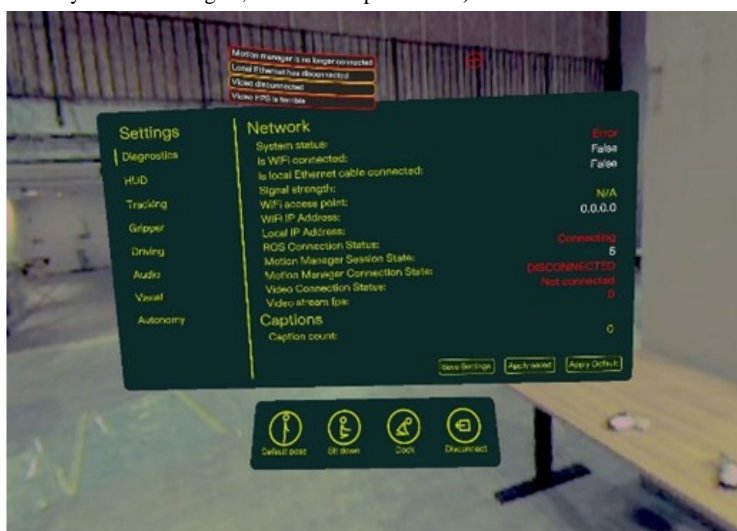 Motion manager is no longer connected
Local Ethernet has disconnected
Video disconnected
Video FPS is terrible
Settings
Diagnostics
HUD
Tracking
Gripper
Driving
Audio
Visual
Autonomy
Network
System status: Error
Is WiFi connected: False
Is local Ethernet cable connected: False
Signal strength:
WiFi access point: N/A
WiFi IP Address: 0.0.0.0
Local IP Address:
ROS Connection Status: Connecting
Motion Manager Session State: 5
Motion Manager Connection State: DISCONNECTED
Video Connection Status: Not connected
Video stream fps: 0
Captions
Caption count: 0
Save Settings Apply saved Apply Default
Default pose Sit down Dock Disconnect